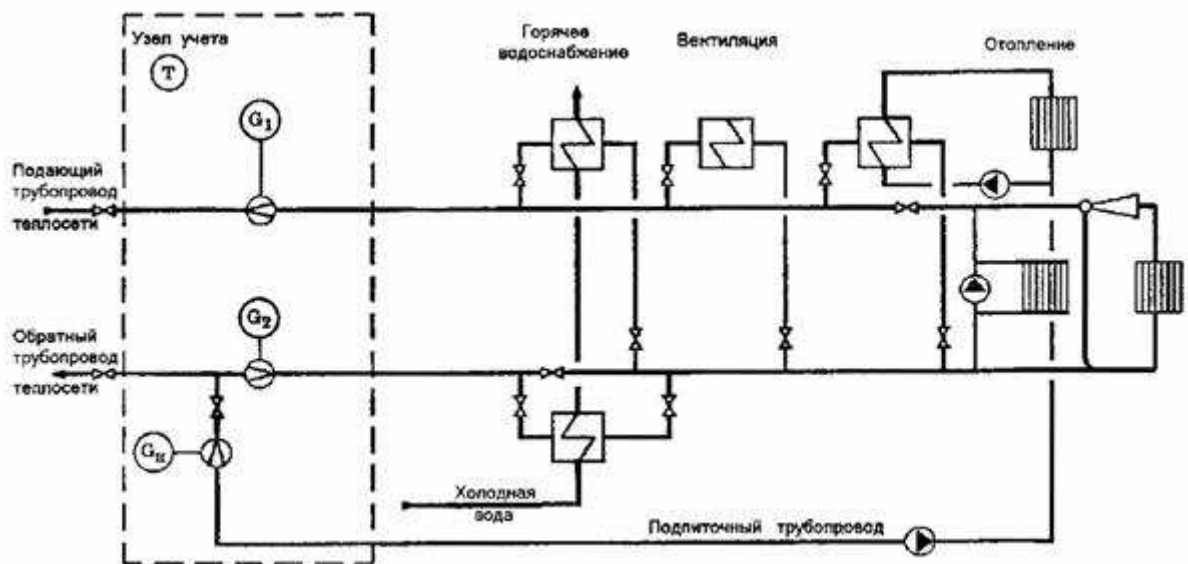 Узел учета
T
G1
Горячее
водоснабжение
Вентиляция
Отопление
Подающий
трубопровод
теплосети
G2
Обратный
трубопровод
теплосети
Gп
Холодная
вода
Подпиточный трубопровод